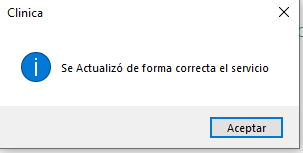 Clinica
Se Actualizó de forma correcta el servicio
Aceptar